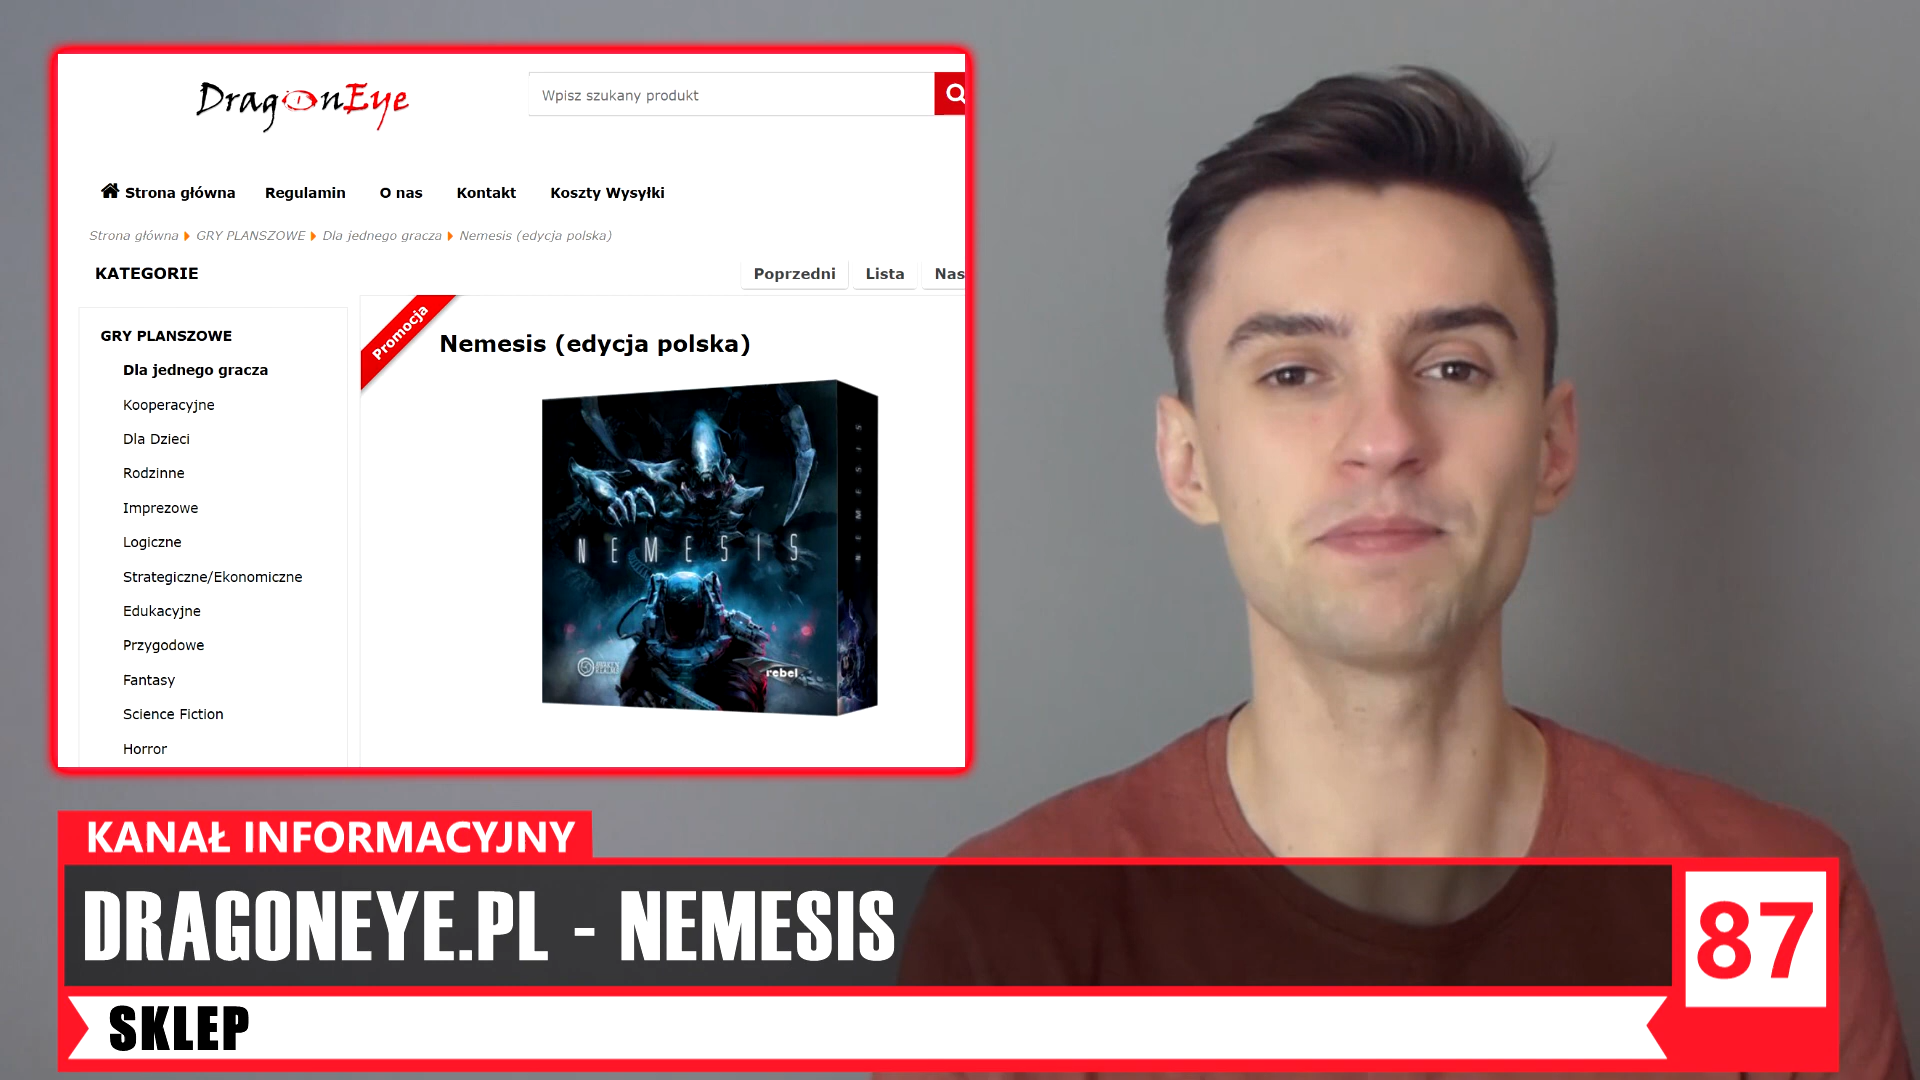 DragonEye
Wpisz szukany produkt
Strona główna Regulamin O nas Kontakt Koszty Wysyłki
Strona główna GRY PLANSZOWE Dla jednego gracza Nemesis (edycja polska)
KATEGORIE
Poprzedni Lista Nas
GRY PLANSZOWE
Dla jednego gracza
Kooperacyjne
Dla Dzieci
Rodzinne
Imprezowe
Logiczne
Strategiczne/Ekonomiczne
Edukacyjne
Przygodowe
Fantasy
Science Fiction
Horror
Promocja
Nemesis (edycja polska)
NEMESIS
NEMESIS
rebel
KANAŁ INFORMACYJNY
DRAGONEYE.PL - NEMESIS
87
SKLEP